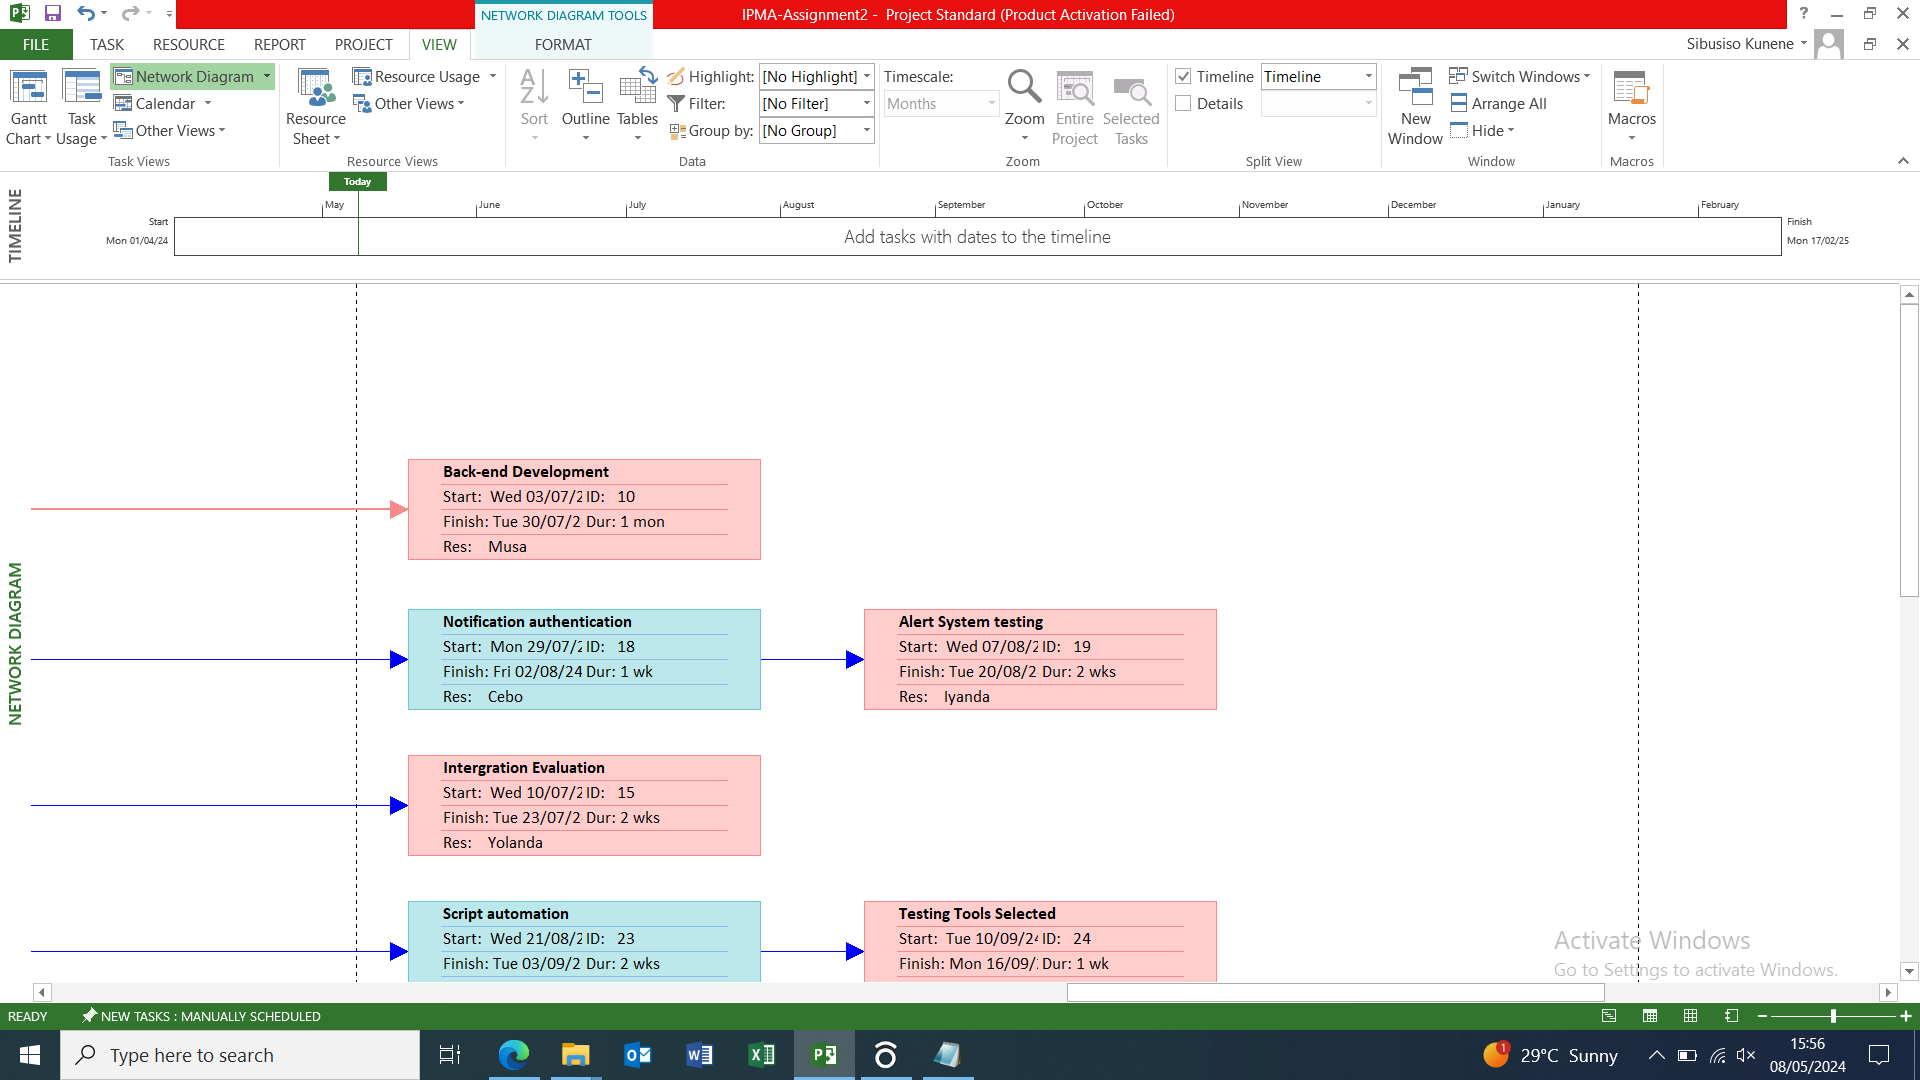 NETWORK DIAGRAM TOOLS
IPMA-Assignment2 - Project Standard (Product Activation Failed)
FILE TASK RESOURCE REPORT PROJECT VIEW FORMAT
Sibusiso Kunene
Network Diagram
Calendar
Other Views
Gantt Chart
Task Usage
Task Views
Resource Sheet
Resource Usage
Other Views
Resource Views
Sort
Outline
Tables
Highlight: [No Highlight]
Filter: [No Filter]
Group by: [No Group]
Data
Timescale:
Months
Zoom
Entire Project
Selected Tasks
Zoom
Timeline Timeline
Details
Split View
New Window
Switch Windows
Arrange All
Hide
Window
Macros
Macros
TIMELINE
Today
May June July August September October November December January February
Start
Mon 01/04/24
Add tasks with dates to the timeline
Finish
Mon 17/02/25
NETWORK DIAGRAM
Back-end Development
Start: Wed 03/07/2 ID: 10
Finish: Tue 30/07/2 Dur: 1 mon
Res: Musa
Notification authentication
Start: Mon 29/07/2 ID: 18
Finish: Fri 02/08/24 Dur: 1 wk
Res: Cebo
Alert System testing
Start: Wed 07/08/2 ID: 19
Finish: Tue 20/08/2 Dur: 2 wks
Res: Iyanda
Intergration Evaluation
Start: Wed 10/07/2 ID: 15
Finish: Tue 23/07/2 Dur: 2 wks
Res: Yolanda
Script automation
Start: Wed 21/08/2 ID: 23
Finish: Tue 03/09/2 Dur: 2 wks
Testing Tools Selected
Start: Tue 10/09/24 ID: 24
Finish: Mon 16/09/ Dur: 1 wk
Activate Windows
Go to Settings to activate Windows.
READY NEW TASKS : MANUALLY SCHEDULED
Type here to search
1
29°C Sunny
15:56
08/05/2024